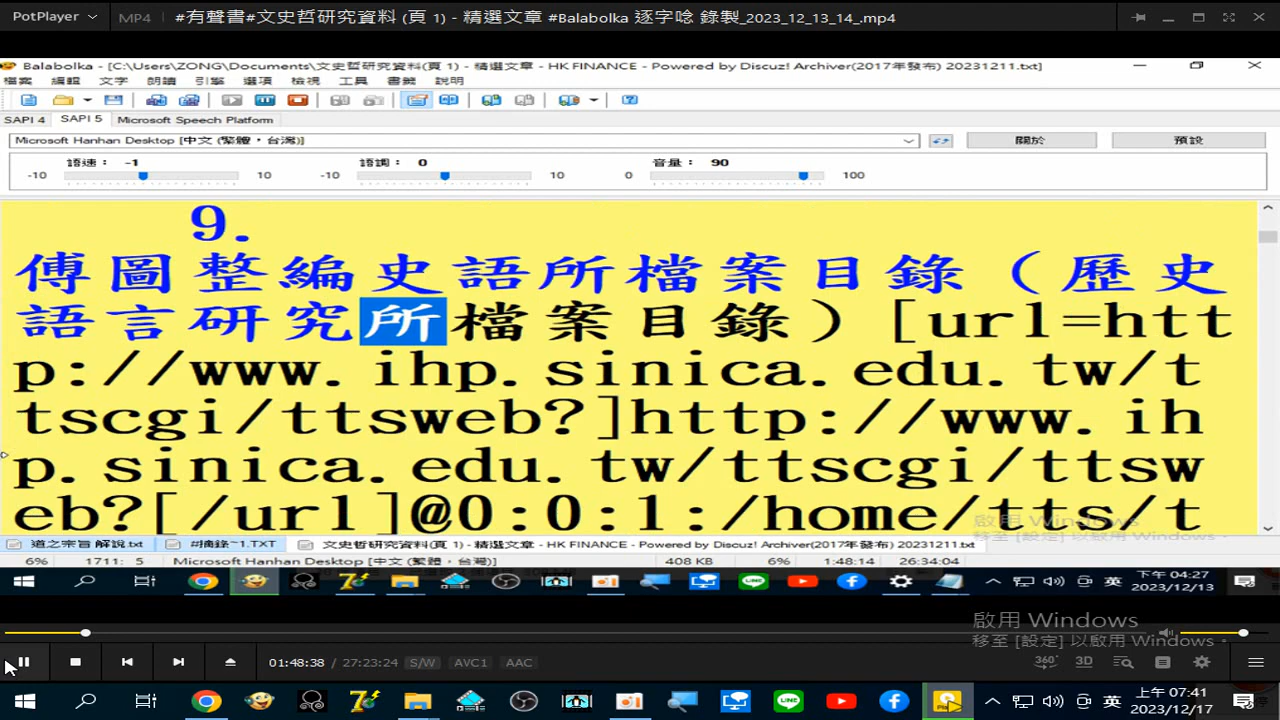 PotPlayer MP4 #有聲書#文史哲研究資料 (頁 1) - 精選文章 #Balabolka 逐字唸 錄製_2023_12_13_14_.mp4
Balabolka - [C:\Users\ZONG\Documents\文史哲研究資料(頁 1) - 精選文章 - HK FINANCE - Powered by Discuz! Archiver(2017年發布) 20231211.txt]
檔案 編輯 文字 朗讀 引擎 選項 檢視 工具 書籤 說明
SAPI 4 SAPI 5 Microsoft Speech Platform
Microsoft Hanhan Desktop [中文 (繁體，台灣)] 關於 預設
語速： -1 語調： 0 音量： 90
-10 10 -10 10 0 100
9.
傅圖整編史語所檔案目錄（歷史
語言研究所檔案目錄）[url=htt
p://www.ihp.sinica.edu.tw/t
tscgi/ttsweb?]http://www.ih
p.sinica.edu.tw/ttscgi/ttsw
eb?[/url]@0:0:1:/home/tts/t
啟用 Windows
移至 [設定] 以啟用 Windows。
道之宗旨 解說.txt #摘錄~1.TXT 文史哲研究資料(頁 1) - 精選文章 - HK FINANCE - Powered by Discuz! Archiver(2017年發布) 20231211.txt
6% 1711: 5 Microsoft Hanhan Desktop [中文 (繁體，台灣)] 408 KB 6% 1:48:14 26:34:04
英 下午 04:27
2023/12/13
啟用 Windows
移至 [設定] 以啟用 Windows。
01:48:38 / 27:23:24 S/W AVC1 AAC 360° 3D
英 上午 07:41
2023/12/17